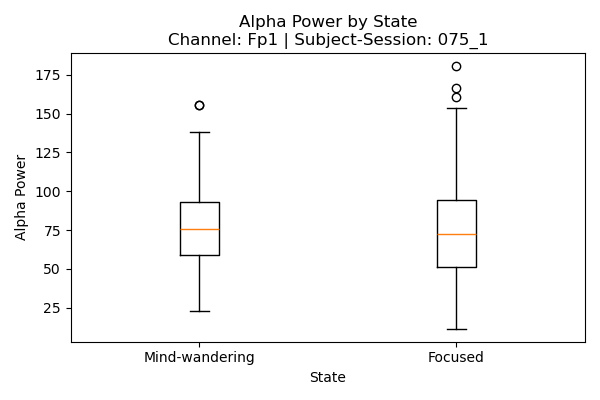 Alpha Power by State
Channel: Fp1 | Subject-Session: 075_1
Alpha Power
175
150
125
100
75
50
25
Mind-wandering
Focused
State